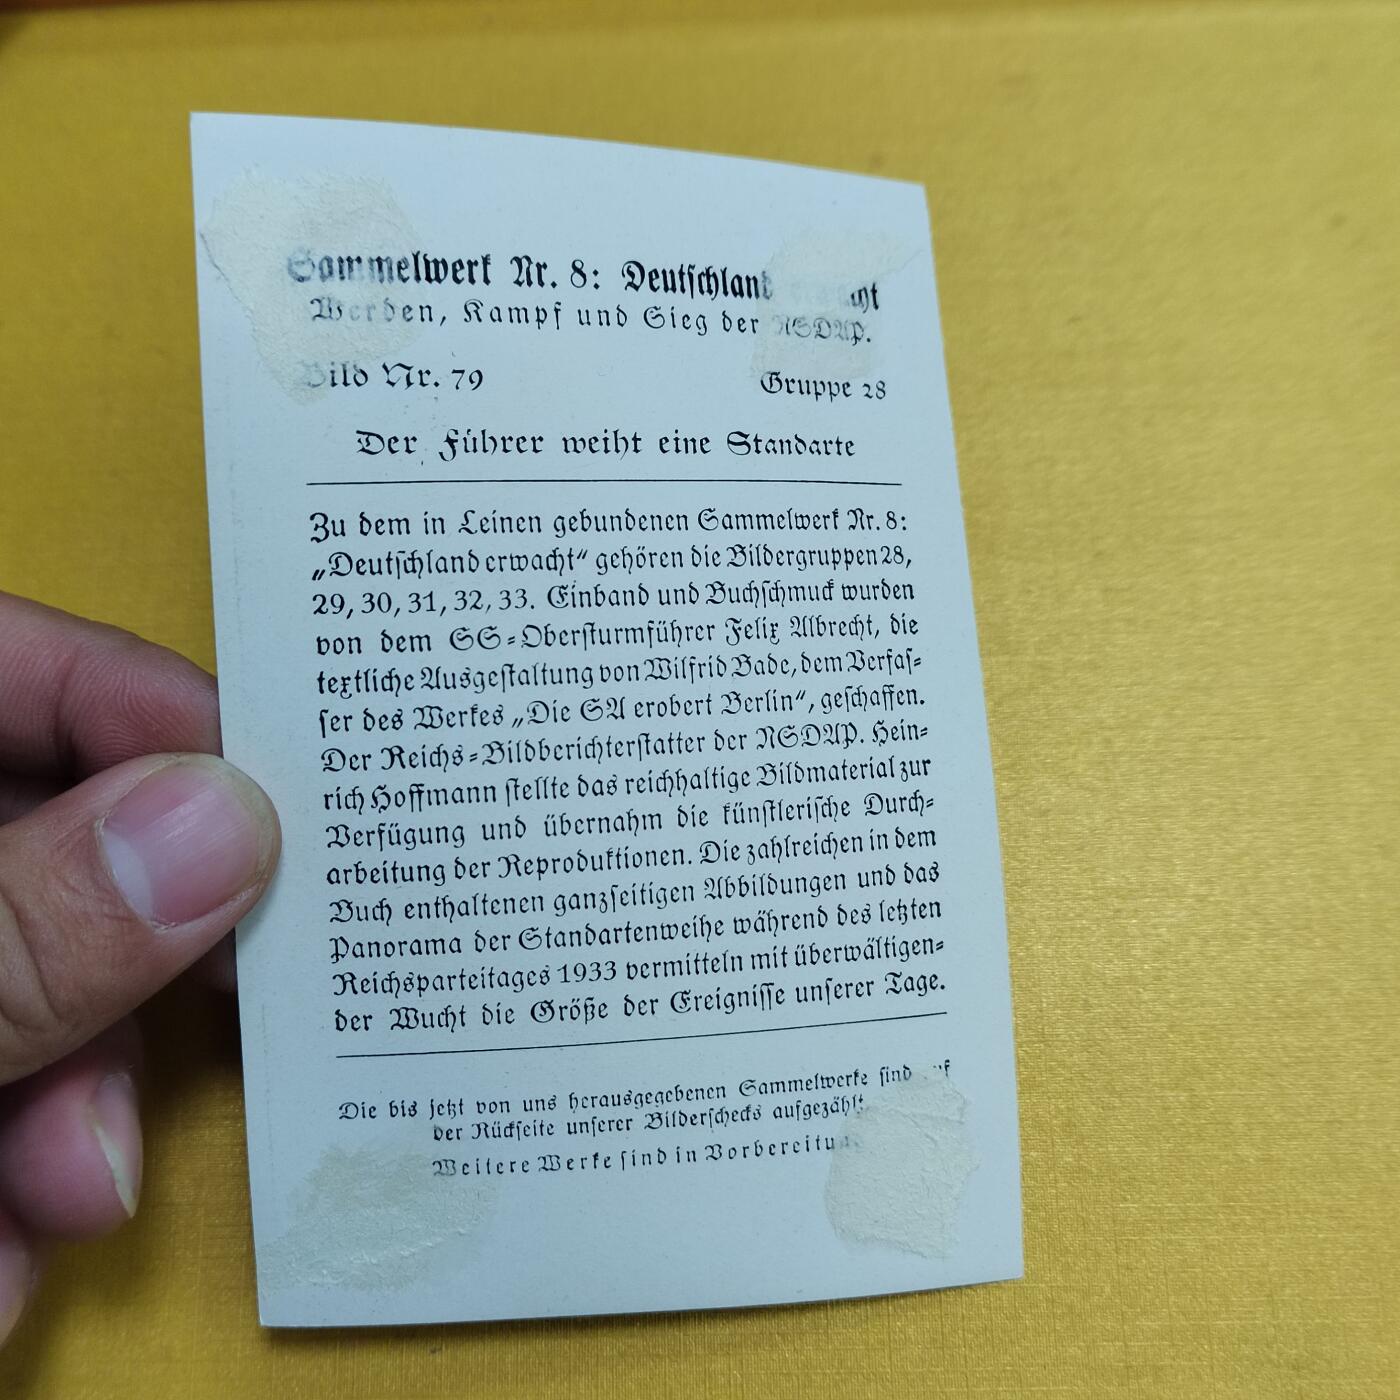 Sammelwerk Nr. 8: Deutschland erwacht
Werden, Kampf und Sieg der NSDAP.
Bild Nr. 79 Gruppe 28
Der Führer weiht eine Standarte
Zu dem in Leinen gebundenen Sammelwerk Nr. 8:
„Deutschland erwacht“ gehören die Bildergruppen 28,
29, 30, 31, 32, 33. Einband und Buchschmuck wurden
von dem SS-Obersturmführer Felix Albrecht, die
textliche Ausgestaltung von Wilfrid Bade, dem Verfas-
ser des Werkes „Die SA erobert Berlin“, geschaffen.
Der Reichs-Bildberichterstatter der NSDAP. Hein-
rich Hoffmann stellte das reichhaltige Bildmaterial zur
Verfügung und übernahm die künstlerische Durch-
arbeitung der Reproduktionen. Die zahlreichen in dem
Buch enthaltenen ganzseitigen Abbildungen und das
Panorama der Standartenweihe während des letzten
Reichsparteitages 1933 vermitteln mit überwältigen-
der Wucht die Größe der Ereignisse unserer Tage.
Die bis jetzt von uns herausgegebenen Sammelwerke sind auf
der Rückseite unserer Bilderschecks aufgezählt.
Weitere Werke sind in Vorbereitung